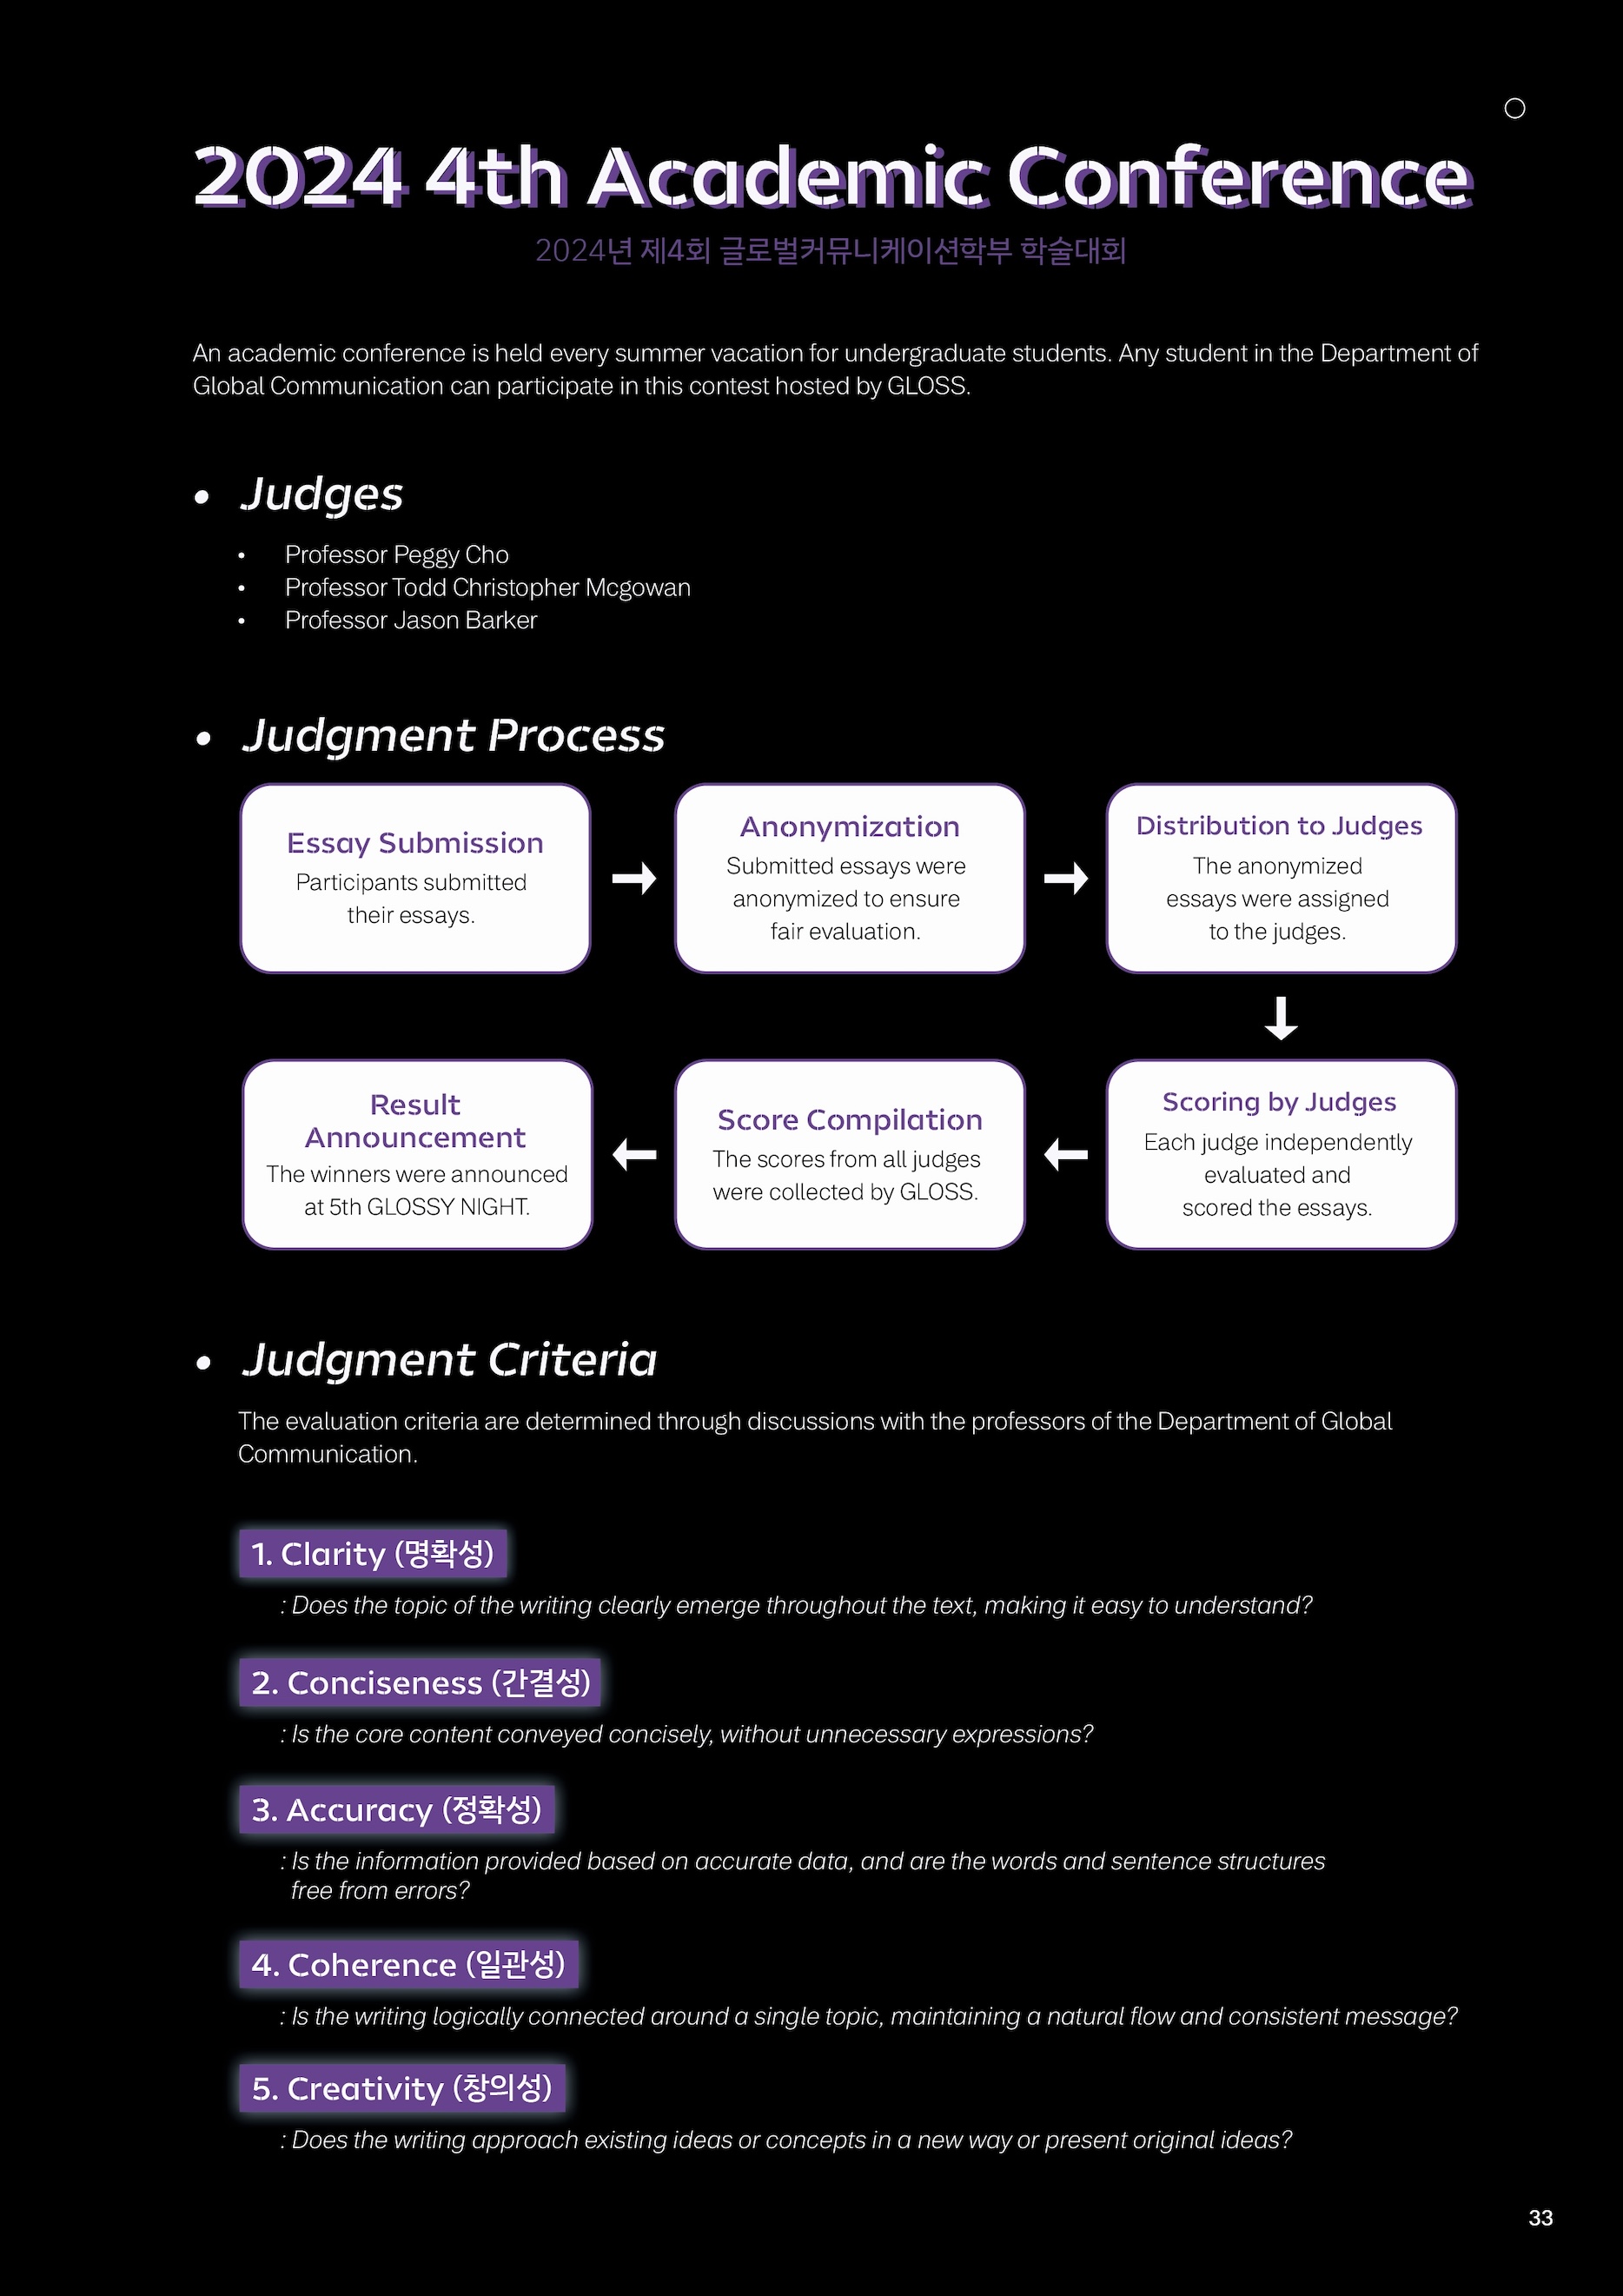 2024 4th Academic Conference
2024년 제4회 글로벌커뮤니케이션학부 학술대회
An academic conference is held every summer vacation for undergraduate students. Any student in the Department of
Global Communication can participate in this contest hosted by GLOSS.
• Judges
• Professor Peggy Cho
• Professor Todd Christopher Mcgowan
• Professor Jason Barker
• Judgment Process
Essay Submission
Participants submitted
their essays.
Anonymization
Submitted essays were
anonymized to ensure
fair evaluation.
Distribution to Judges
The anonymized
essays were assigned
to the judges.
Scoring by Judges
Each judge independently
evaluated and
scored the essays.
Score Compilation
The scores from all judges
were collected by GLOSS.
Result
Announcement
The winners were announced
at 5th GLOSSY NIGHT.
• Judgment Criteria
The evaluation criteria are determined through discussions with the professors of the Department of Global
Communication.
1. Clarity (명확성)
: Does the topic of the writing clearly emerge throughout the text, making it easy to understand?
2. Conciseness (간결성)
: Is the core content conveyed concisely, without unnecessary expressions?
3. Accuracy (정확성)
: Is the information provided based on accurate data, and are the words and sentence structures
free from errors?
4. Coherence (일관성)
: Is the writing logically connected around a single topic, maintaining a natural flow and consistent message?
5. Creativity (창의성)
: Does the writing approach existing ideas or concepts in a new way or present original ideas?
33